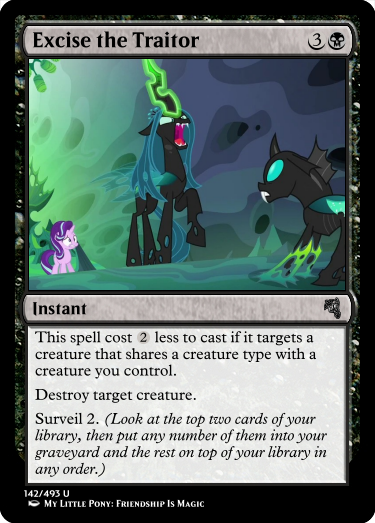 Excise the Traitor 3
Instant
This spell cost 2 less to cast if it targets a
creature that shares a creature type with a
creature you control.
Destroy target creature.
Surveil 2. (Look at the top two cards of your
library, then put any number of them into your
graveyard and the rest on top of your library in
any order.)
142/493 U
My Little Pony: Friendship Is Magic